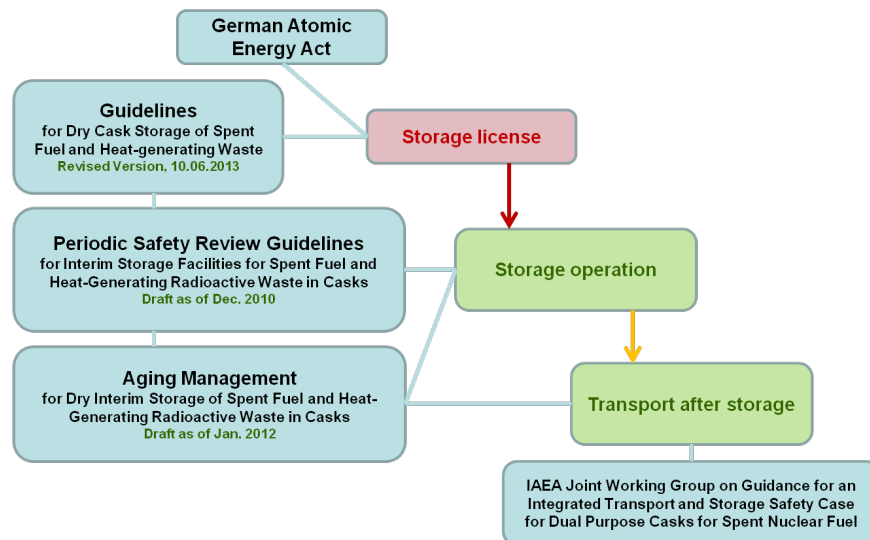 German Atomic
Energy Act
Guidelines
for Dry Cask Storage of Spent
Fuel and Heat-generating Waste
Revised Version, 10.06.2013
Storage license
Periodic Safety Review Guidelines
for Interim Storage Facilities for Spent Fuel and
Heat-Generating Radioactive Waste in Casks
Draft as of Dec. 2010
Storage operation
Aging Management
for Dry Interim Storage of Spent Fuel and Heat-
Generating Radioactive Waste in Casks
Draft as of Jan. 2012
Transport after storage
IAEA Joint Working Group on Guidance for an
Integrated Transport and Storage Safety Case
for Dual Purpose Casks for Spent Nuclear Fuel